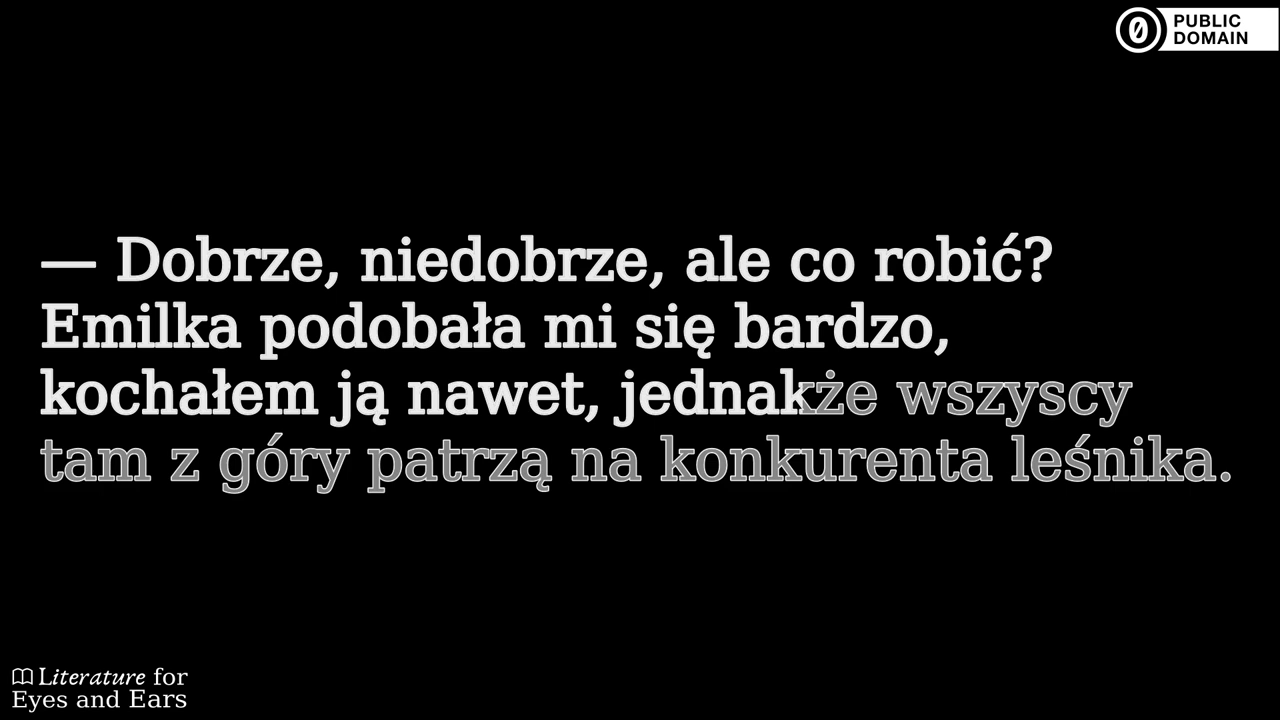 PUBLIC
DOMAIN
— Dobrze, niedobrze, ale co robić?
Emilka podobała mi się bardzo,
kochałem ją nawet, jednakże wszyscy
tam z góry patrzą na konkurenta leśnika.
Literature for
Eyes and Ears